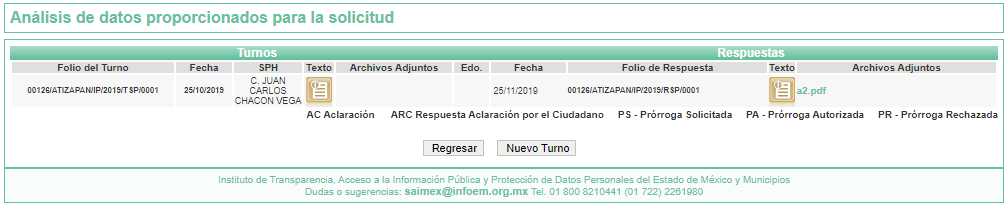 Análisis de datos proporcionados para la solicitud
Turnos Respuestas
Folio del Turno Fecha SPH Texto Archivos Adjuntos Edo. Fecha Folio de Respuesta Texto Archivos Adjuntos
00126/ATIZAPAN/IP/2019/TSP/0001 25/10/2019 C. JUAN CARLOS CHACON VEGA 25/11/2019 00126/ATIZAPAN/IP/2019/RSP/0001 a2.pdf
AC Aclaración ARC Respuesta Aclaración por el Ciudadano PS - Prórroga Solicitada PA - Prórroga Autorizada PR - Prórroga Rechazada
Regresar Nuevo Turno
Instituto de Transparencia, Acceso a la Información Pública y Protección de Datos Personales del Estado de México y Municipios
Dudas o sugerencias: saimex@infoem.org.mx Tel. 01 800 8210441 (01 722) 2261980